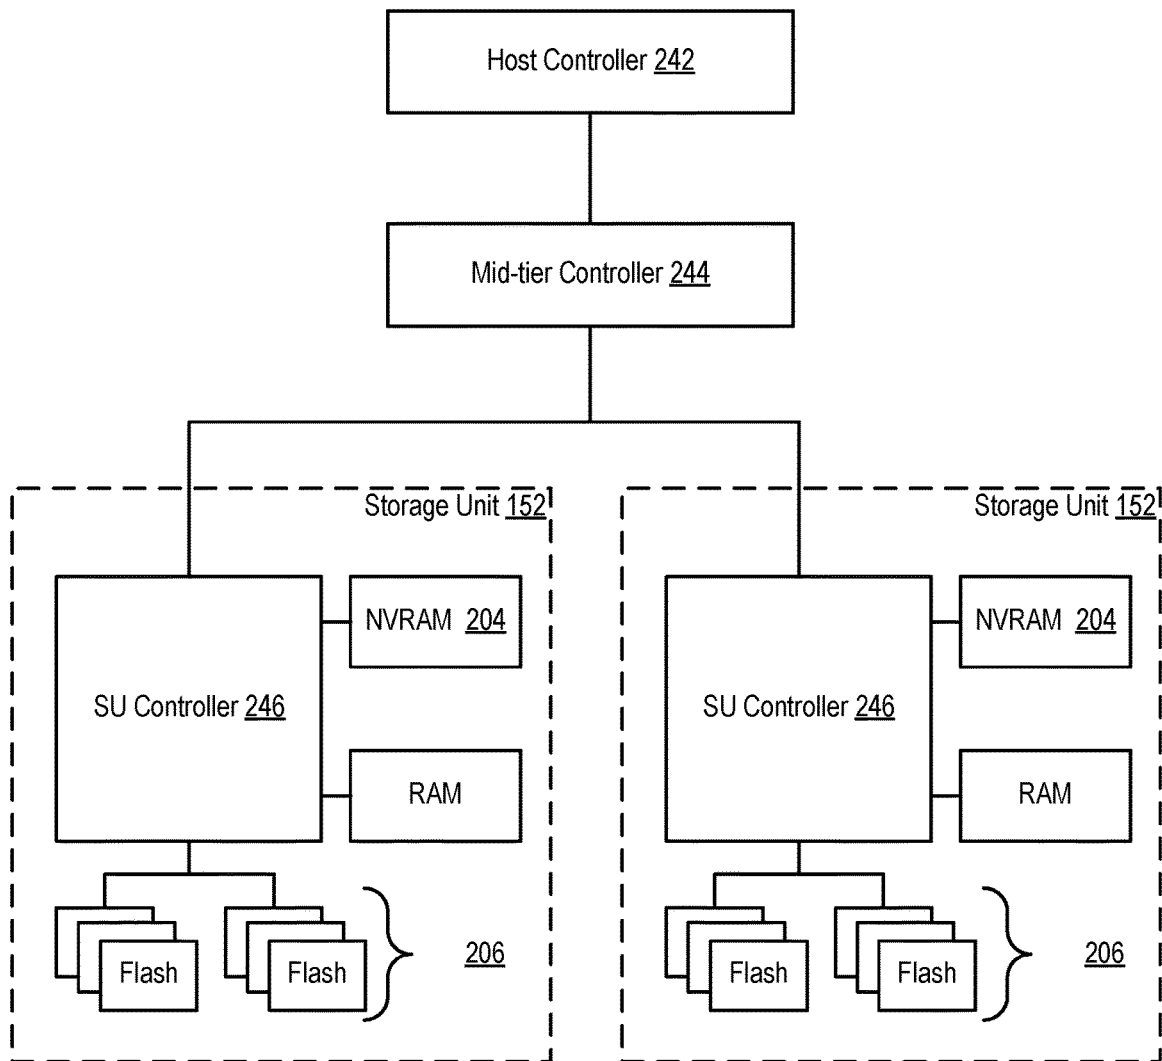 Host Controller 242
Mid-tier Controller 244
Storage Unit 152
Storage Unit 152
NVRAM 204
SU Controller 246
RAM
Flash
Flash
206
NVRAM 204
SU Controller 246
RAM
Flash
Flash
206